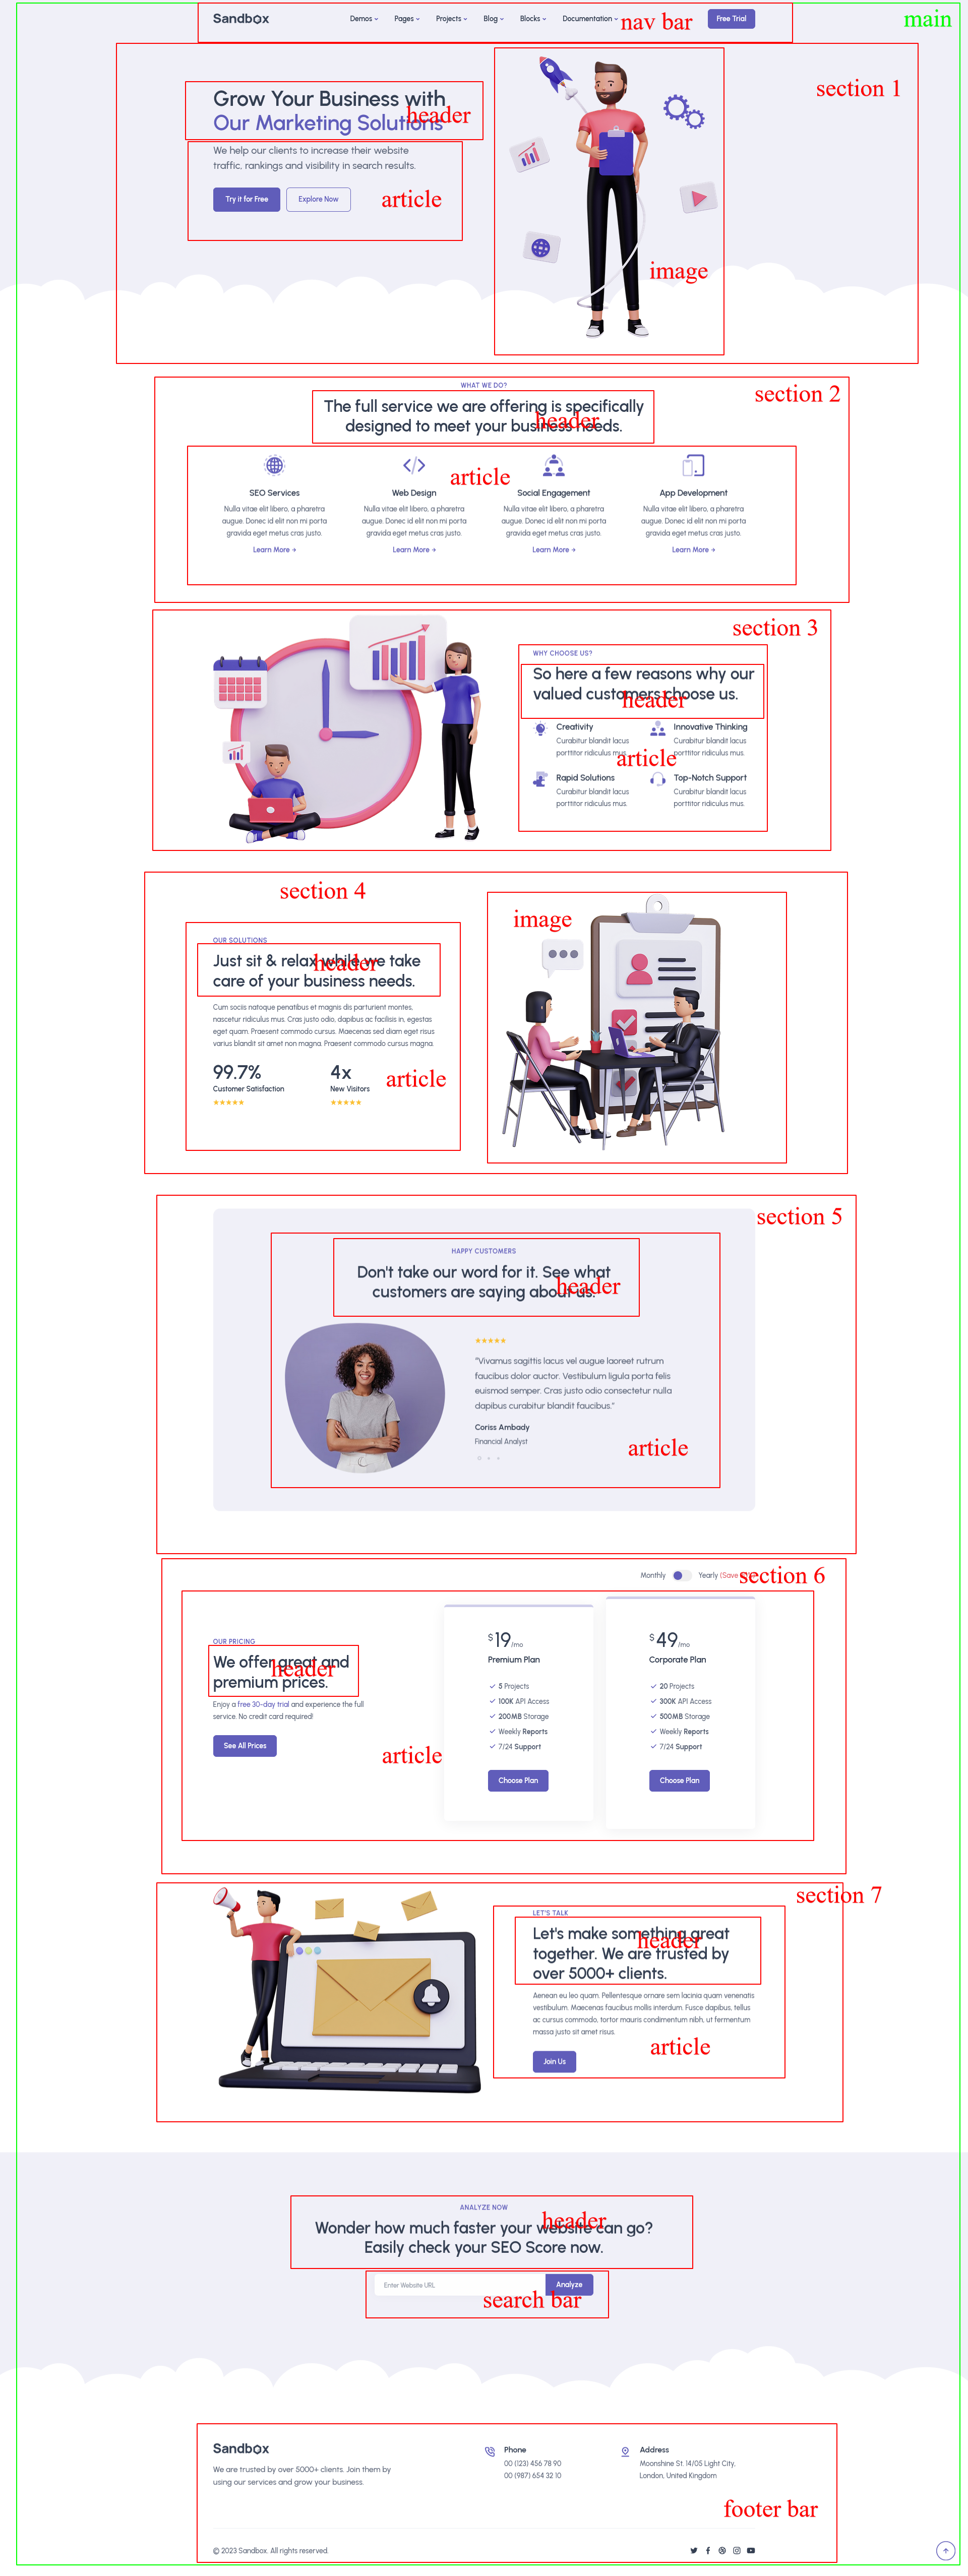 Sandbox
Demos
Pages
Projects
Blog
Blocks
Documentation
nav bar
Free Trial
main
section 1
Grow Your Business with
Our Marketing Solutions
header
We help our clients to increase their website
traffic, rankings and visibility in search results.
Try it for Free
Explore Now
article
image
WHAT WE DO?
section 2
The full service we are offering is specifically
designed to meet your business needs.
header
article
SEO Services
Nulla vitae elit libero, a pharetra
augue. Donec id elit non mi porta
gravida eget metus cras justo.
Learn More
Web Design
Nulla vitae elit libero, a pharetra
augue. Donec id elit non mi porta
gravida eget metus cras justo.
Learn More
Social Engagement
Nulla vitae elit libero, a pharetra
augue. Donec id elit non mi porta
gravida eget metus cras justo.
Learn More
App Development
Nulla vitae elit libero, a pharetra
augue. Donec id elit non mi porta
gravida eget metus cras justo.
Learn More
section 3
WHY CHOOSE US?
So here a few reasons why our
valued customers choose us.
header
Creativity
Curabitur blandit lacus
porttitor ridiculus mus.
Innovative Thinking
Curabitur blandit lacus
porttitor ridiculus mus.
article
Rapid Solutions
Curabitur blandit lacus
porttitor ridiculus mus.
Top-Notch Support
Curabitur blandit lacus
porttitor ridiculus mus.
section 4
image
OUR SOLUTIONS
Just sit & relax while we take
care of your business needs.
header
Cum sociis natoque penatibus et magnis dis parturient montes,
nascetur ridiculus mus. Cras justo odio, dapibus ac facilisis in, egestas
eget quam. Praesent commodo cursus. Maecenas sed diam eget risus
varius blandit sit amet non magna. Praesent commodo cursus magna.
99.7%
Customer Satisfaction
4x
New Visitors
article
section 5
HAPPY CUSTOMERS
Don't take our word for it. See what
customers are saying about us.
header
“Vivamus sagittis lacus vel augue laoreet rutrum
faucibus dolor auctor. Vestibulum ligula porta felis
euismod semper. Cras justo odio consectetur nulla
dapibus curabitur blandit faucibus.”
Coriss Ambady
Financial Analyst
article
Monthly
Yearly (Save
section 6
OUR PRICING
We offer great and
premium prices.
header
Enjoy a free 30-day trial and experience the full
service. No credit card required!
See All Prices
article
$19/mo
Premium Plan
5 Projects
100K API Access
200MB Storage
Weekly Reports
7/24 Support
Choose Plan
$49/mo
Corporate Plan
20 Projects
300K API Access
500MB Storage
Weekly Reports
7/24 Support
Choose Plan
section 7
LET'S TALK
Let's make something great
together. We are trusted by
over 5000+ clients.
header
Aenean eu leo quam. Pellentesque ornare sem lacinia quam venenatis
vestibulum. Maecenas faucibus mollis interdum. Fusce dapibus, tellus
ac cursus commodo, tortor mauris condimentum nibh, ut fermentum
massa justo sit amet risus.
Join Us
article
ANALYZE NOW
Wonder how much faster your website can go?
Easily check your SEO Score now.
header
Enter Website URL
Analyze
search bar
Sandbox
We are trusted by over 5000+ clients. Join them by
using our services and grow your business.
Phone
00 (123) 456 78 90
00 (987) 654 32 10
Address
Moonshine St. 14/05 Light City,
London, United Kingdom
footer bar
© 2023 Sandbox. All rights reserved.